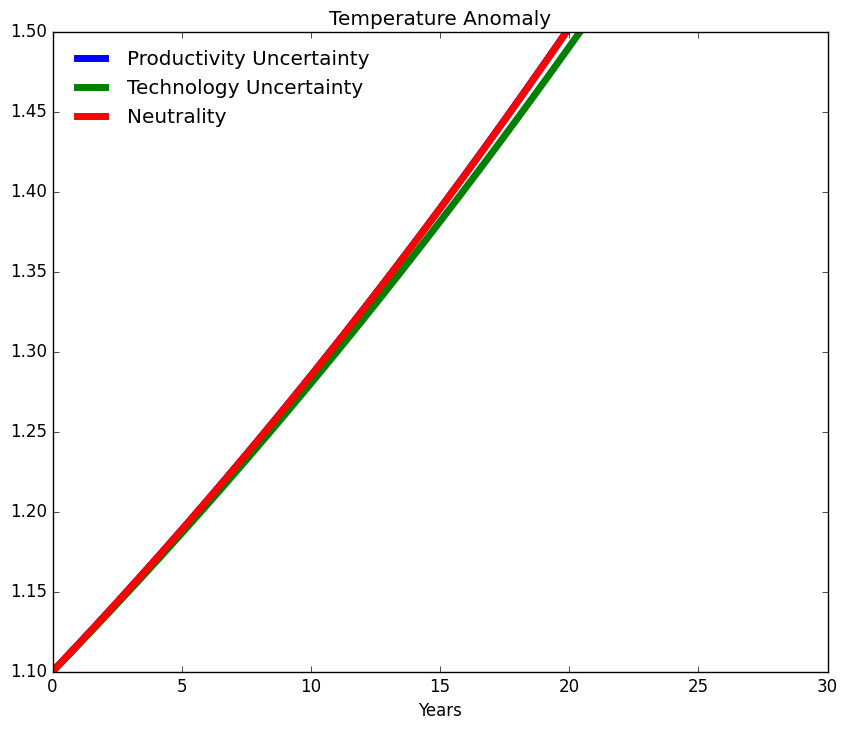 Temperature Anomaly
1.50
Productivity Uncertainty
Technology Uncertainty
Neutrality
1.45
1.40
1.35
1.30
1.25
1.20
1.15
1.10
0 5 10 15 20 25 30
Years